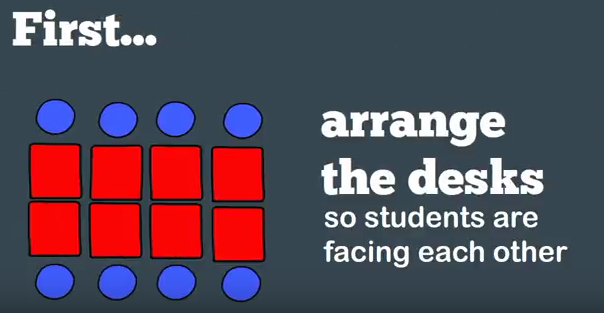 First...
arrange
the desks
so students are
facing each other